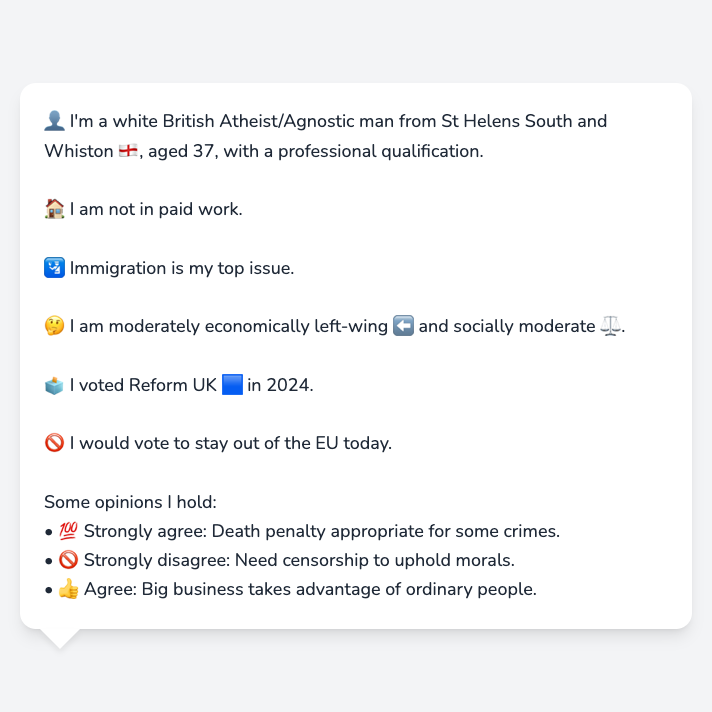 👤 I'm a white British Atheist/Agnostic man from St Helens South and
Whiston 🏴󠁧󠁢󠁥󠁮󠁧󠁿, aged 37, with a professional qualification.
🏠 I am not in paid work.
🛂 Immigration is my top issue.
🤔 I am moderately economically left-wing ⬅️ and socially moderate ⚖️.
🗳️ I voted Reform UK 🟦 in 2024.
🚫 I would vote to stay out of the EU today.
Some opinions I hold:
• 💯 Strongly agree: Death penalty appropriate for some crimes.
• 🚫 Strongly disagree: Need censorship to uphold morals.
• 👍 Agree: Big business takes advantage of ordinary people.